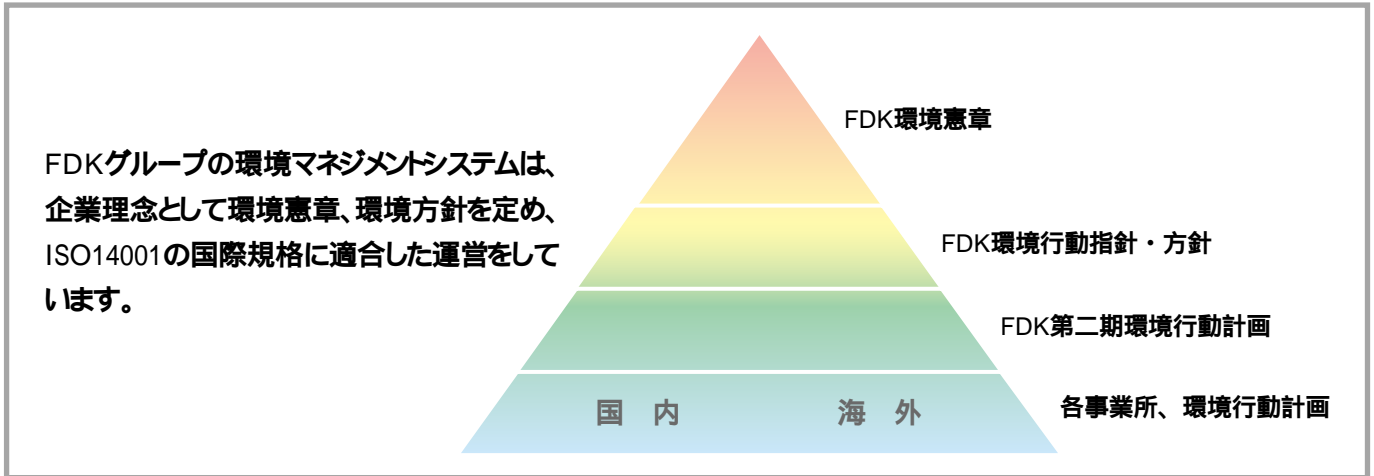 FDKグループの環境マネジメントシステムは、
企業理念として環境憲章、環境方針を定め、
ISO14001の国際規格に適合した運営をして
います。
FDK環境憲章
FDK環境行動指針・方針
FDK第二期環境行動計画
国 内 海 外
各事業所、環境行動計画